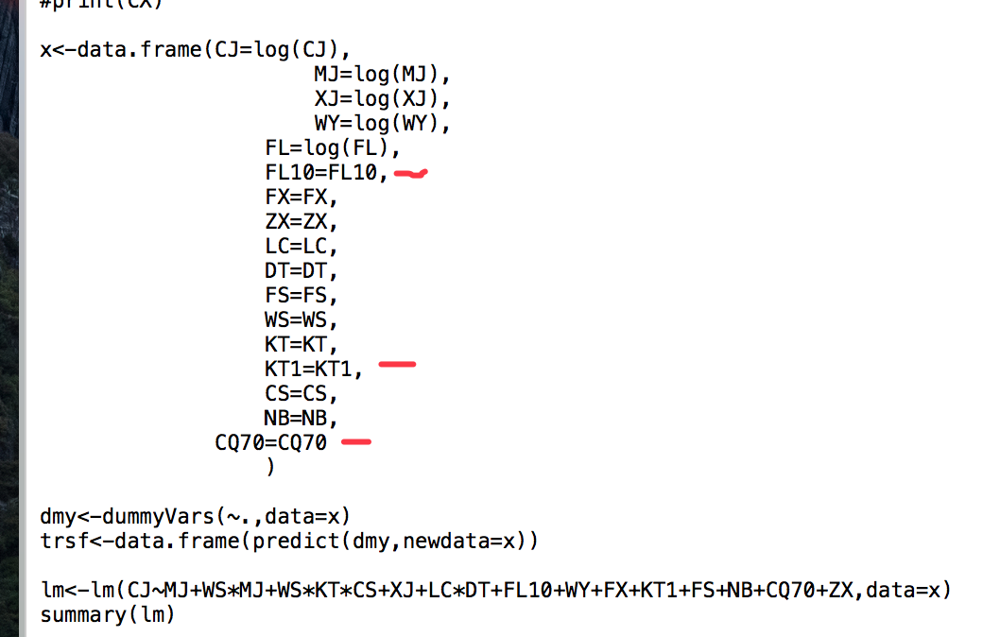 #print(CX)
x<-data.frame(CJ=log(CJ),
MJ=log(MJ),
XJ=log(XJ),
WY=log(WY),
FL=log(FL),
FL10=FL10,
FX=FX,
ZX=ZX,
LC=LC,
DT=DT,
FS=FS,
WS=WS,
KT=KT,
KT1=KT1,
CS=CS,
NB=NB,
CQ70=CQ70
)
dmy<-dummyVars(~.,data=x)
trsf<-data.frame(predict(dmy,newdata=x))
lm<-lm(CJ~MJ+WS*MJ+WS*KT*CS+XJ+LC*DT+FL10+WY+FX+KT1+FS+NB+CQ70+ZX,data=x)
summary(lm)